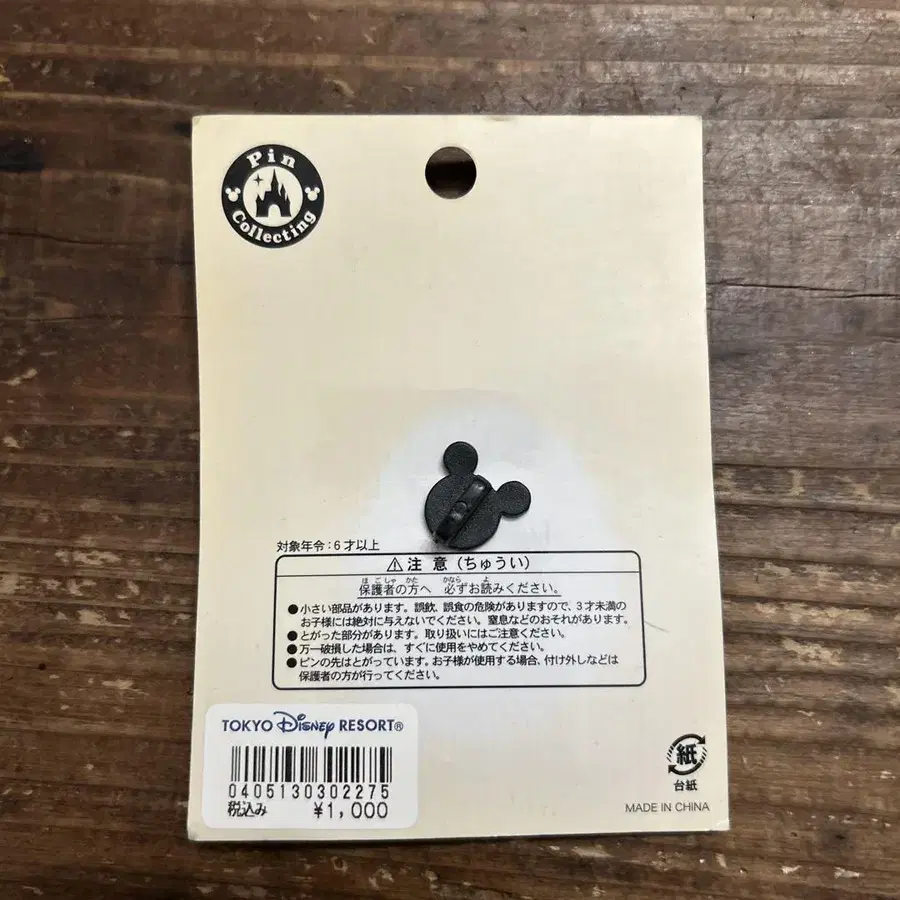 Pin
Collecting
対象年令:6才以上
⚠注 意(ちゅうい)
ほごしゃ かた かなら よ
保護者の方へ 必ずお読みください。
●小さい部品があります。誤飲、誤食の危険がありますので、3才未満の
お子様には絶対に与えないでください。窒息などのおそれがあります。
●とがった部分があります。取り扱いにはご注意ください。
●万一破損した場合は、すぐに使用をやめてください。
●ピンの先はとがっています。お子様が使用する場合、付け外しなどは
保護者の方が行ってください。
TOKYO Disney RESORT®
0405130302275
税込み ¥1,000
紙
台紙
MADE IN CHINA